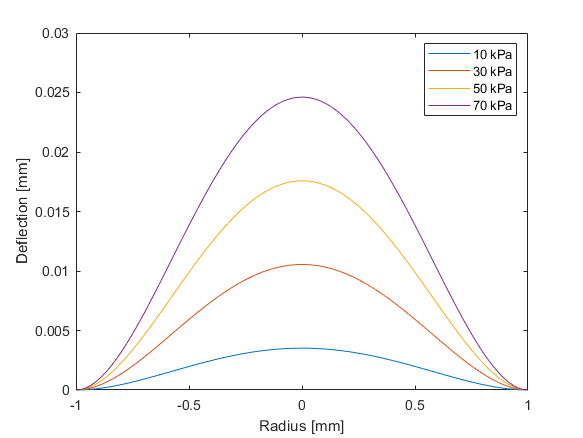 0.03
0.025
0.02
0.015
0.01
0.005
0
-1
-0.5
0
0.5
1
Deflection [mm]
Radius [mm]
10 kPa
30 kPa
50 kPa
70 kPa